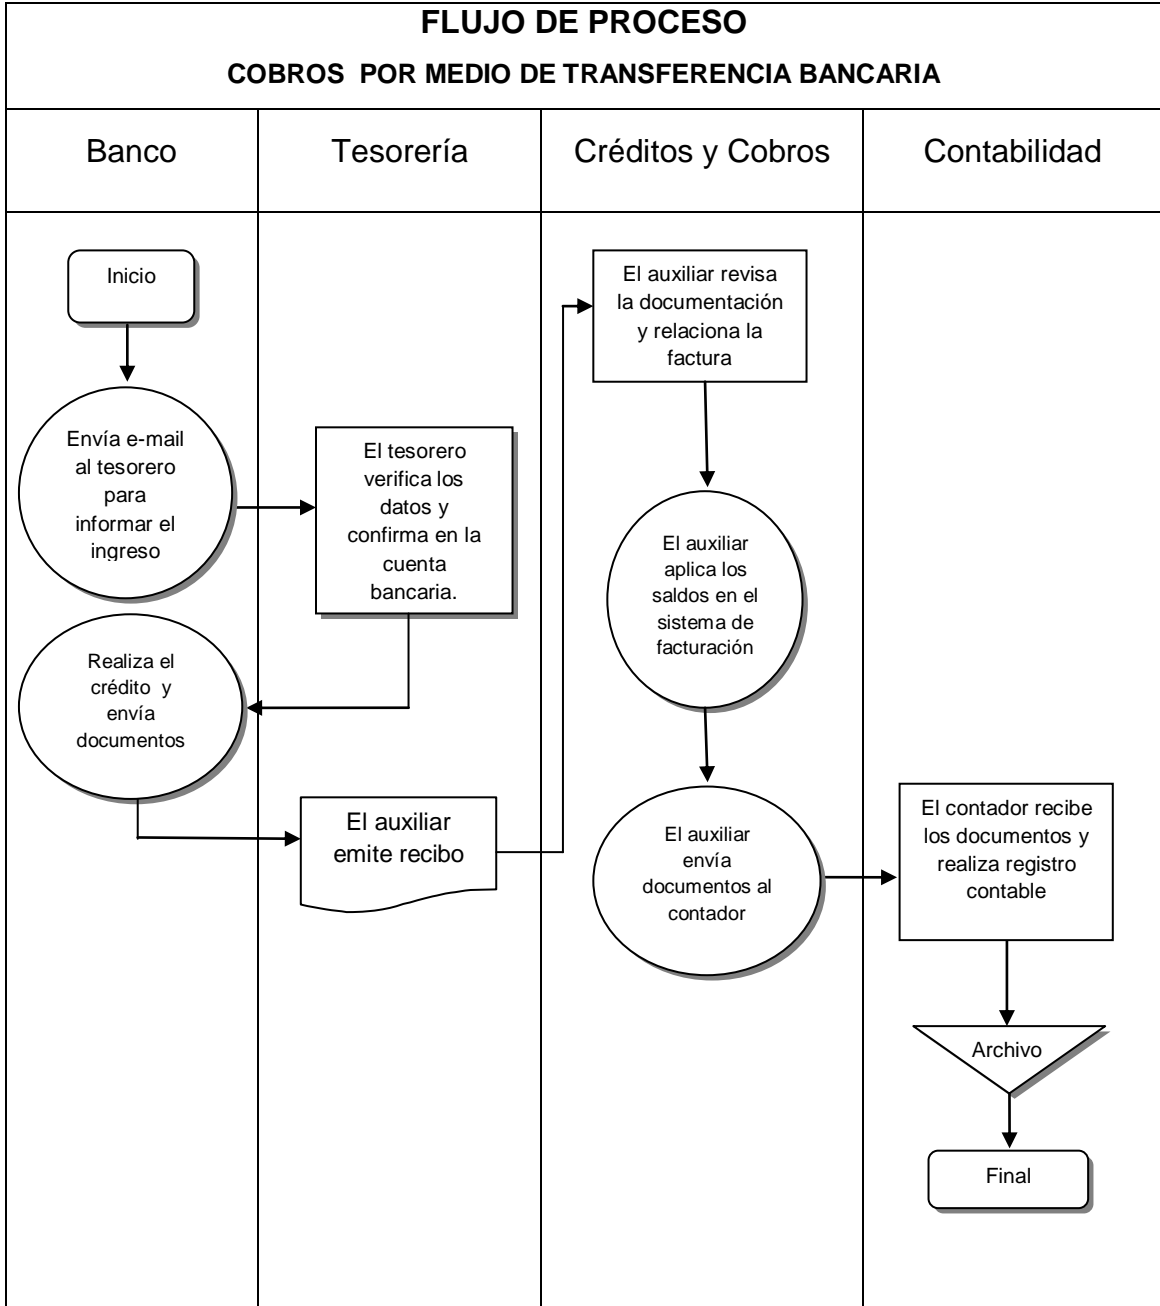 FLUJO DE PROCESO
COBROS POR MEDIO DE TRANSFERENCIA BANCARIA
Banco
Tesorería
Créditos y Cobros
Contabilidad
Inicio
Envía e-mail
al tesorero
para
informar el
ingreso
El tesorero
verifica los
datos y
confirma en la
cuenta
bancaria.
Realiza el
crédito y
envía
documentos
El auxiliar
emite recibo
El auxiliar revisa
la documentación
y relaciona la
factura
El auxiliar
aplica los
saldos en el
sistema de
facturación
El auxiliar
envía
documentos al
contador
El contador recibe
los documentos y
realiza registro
contable
Archivo
Final